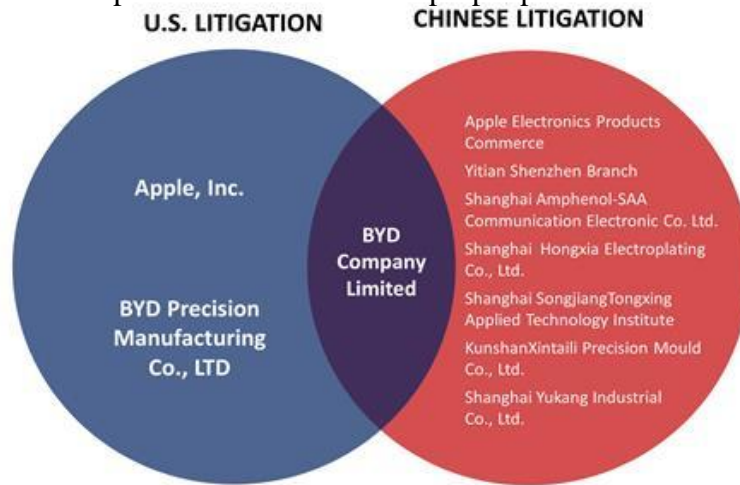 U.S. LITIGATION
CHINESE LITIGATION
Apple, Inc.
BYD Precision
Manufacturing
Co., LTD
BYD
Company
Limited
Apple Electronics Products
Commerce
Yitian Shenzhen Branch
Shanghai Amphenol-SAA
Communication Electronic Co. Ltd.
Shanghai Hongxia Electroplating
Co., Ltd.
Shanghai SongjiangTongxing
Applied Technology Institute
KunshanXintaili Precision Mould
Co., Ltd.
Shanghai Yukang Industrial
Co., Ltd.